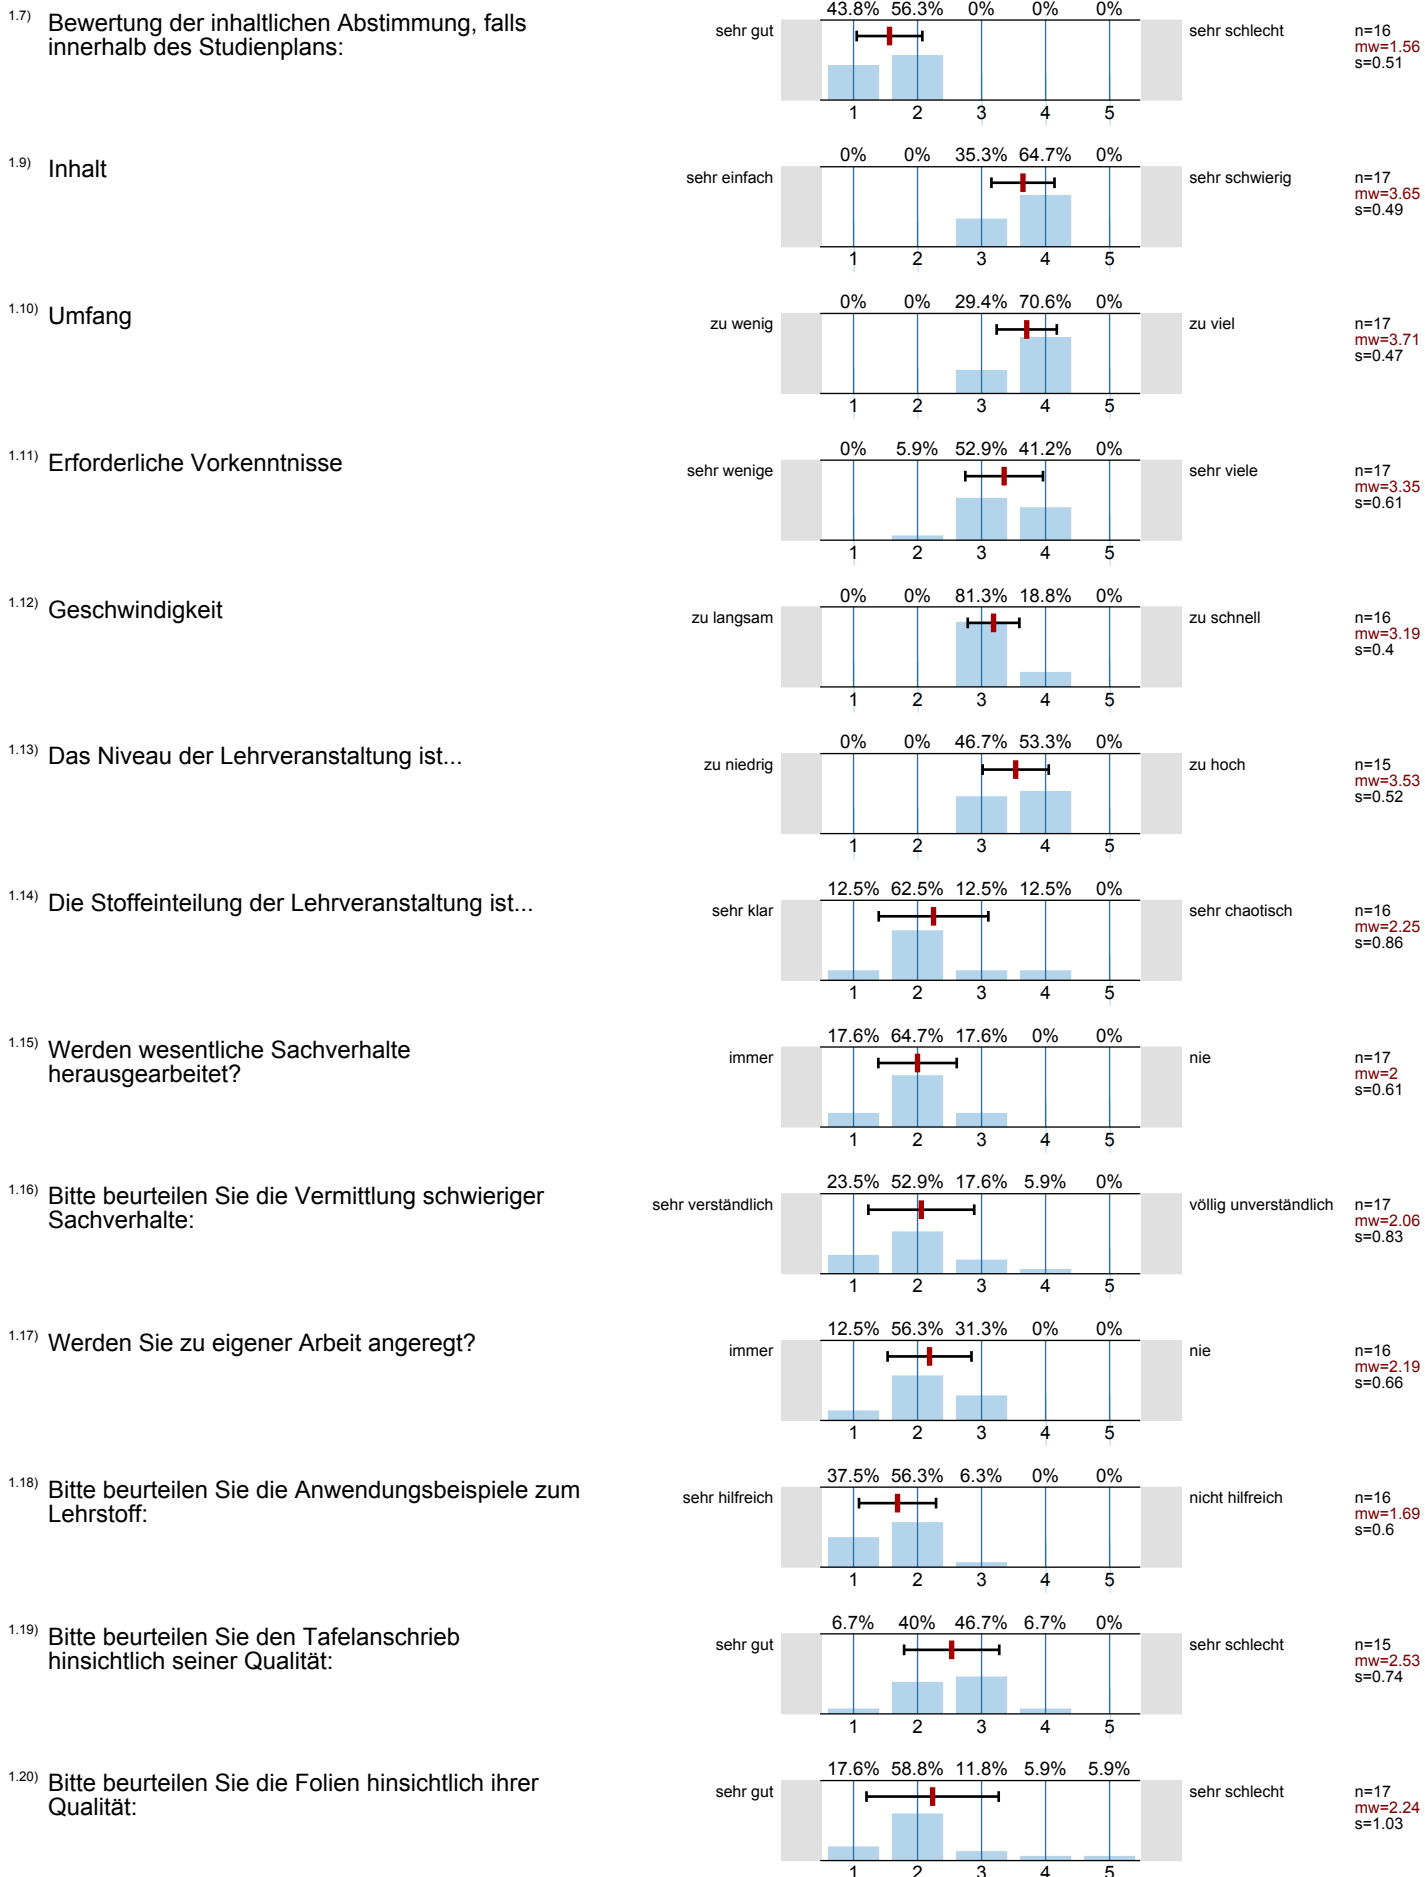 1.7) Bewertung der inhaltlichen Abstimmung, falls
innerhalb des Studienplans:
43.8% 56.3% 0% 0% 0%
sehr gut
sehr schlecht
n=16
mw=1.56
s=0.51
1 2 3 4 5
1.9) Inhalt
0% 0% 35.3% 64.7% 0%
sehr einfach
sehr schwierig
n=17
mw=3.65
s=0.49
1 2 3 4 5
1.10) Umfang
0% 0% 29.4% 70.6% 0%
zu wenig
zu viel
n=17
mw=3.71
s=0.47
1 2 3 4 5
1.11) Erforderliche Vorkenntnisse
0% 5.9% 52.9% 41.2% 0%
sehr wenige
sehr viele
n=17
mw=3.35
s=0.61
1 2 3 4 5
1.12) Geschwindigkeit
0% 0% 81.3% 18.8% 0%
zu langsam
zu schnell
n=16
mw=3.19
s=0.4
1 2 3 4 5
1.13) Das Niveau der Lehrveranstaltung ist...
0% 0% 46.7% 53.3% 0%
zu niedrig
zu hoch
n=15
mw=3.53
s=0.52
1 2 3 4 5
1.14) Die Stoffeinteilung der Lehrveranstaltung ist...
12.5% 62.5% 12.5% 12.5% 0%
sehr klar
sehr chaotisch
n=16
mw=2.25
s=0.86
1 2 3 4 5
1.15) Werden wesentliche Sachverhalte
herausgearbeitet?
17.6% 64.7% 17.6% 0% 0%
immer
nie
n=17
mw=2
s=0.61
1 2 3 4 5
1.16) Bitte beurteilen Sie die Vermittlung schwieriger
Sachverhalte:
23.5% 52.9% 17.6% 5.9% 0%
sehr verständlich
völlig unverständlich
n=17
mw=2.06
s=0.83
1 2 3 4 5
1.17) Werden Sie zu eigener Arbeit angeregt?
12.5% 56.3% 31.3% 0% 0%
immer
nie
n=16
mw=2.19
s=0.66
1 2 3 4 5
1.18) Bitte beurteilen Sie die Anwendungsbeispiele zum
Lehrstoff:
37.5% 56.3% 6.3% 0% 0%
sehr hilfreich
nicht hilfreich
n=16
mw=1.69
s=0.6
1 2 3 4 5
1.19) Bitte beurteilen Sie den Tafelanschrieb
hinsichtlich seiner Qualität:
6.7% 40% 46.7% 6.7% 0%
sehr gut
sehr schlecht
n=15
mw=2.53
s=0.74
1 2 3 4 5
1.20) Bitte beurteilen Sie die Folien hinsichtlich ihrer
Qualität:
17.6% 58.8% 11.8% 5.9% 5.9%
sehr gut
sehr schlecht
n=17
mw=2.24
s=1.03
1 2 3 4 5